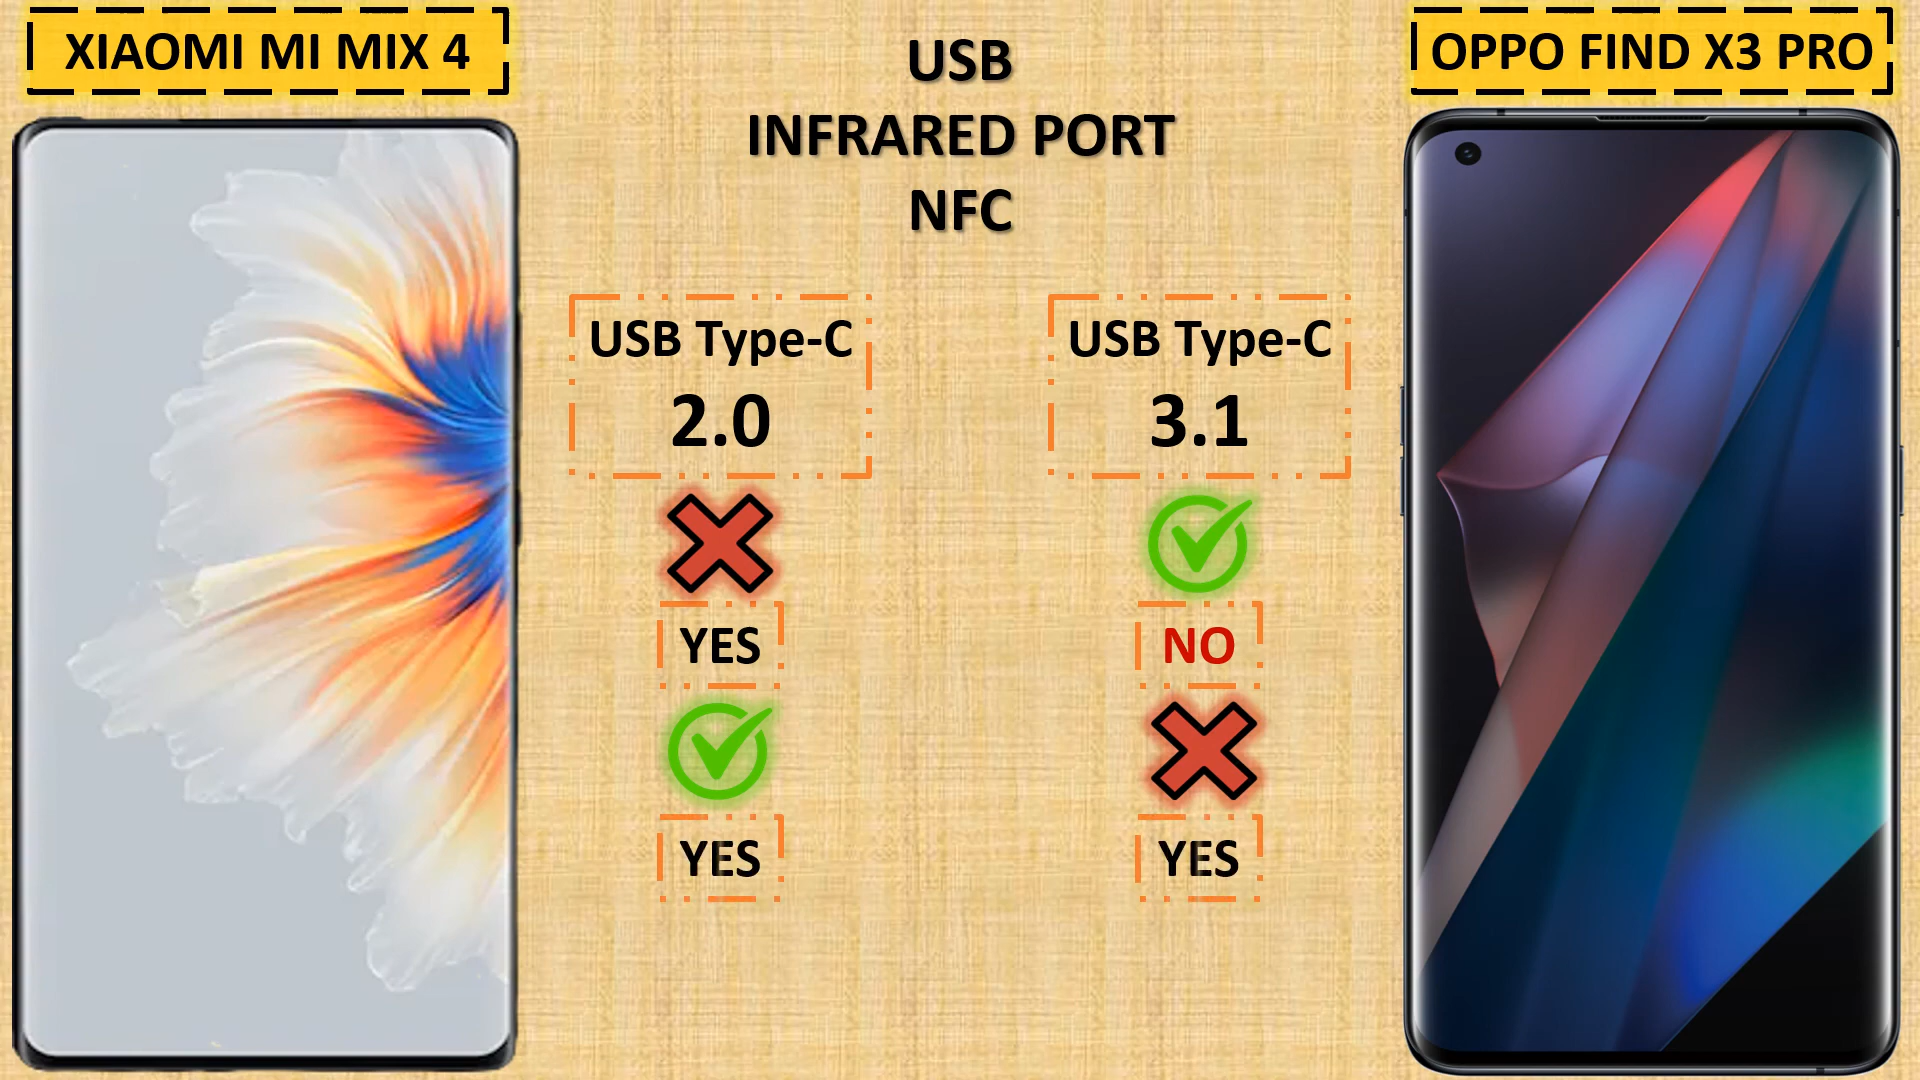 XIAOMI MI MIX 4
USB
INFRARED PORT
NFC
OPPO FIND X3 PRO
USB Type-C
2.0
USB Type-C
3.1
YES
NO
YES
YES